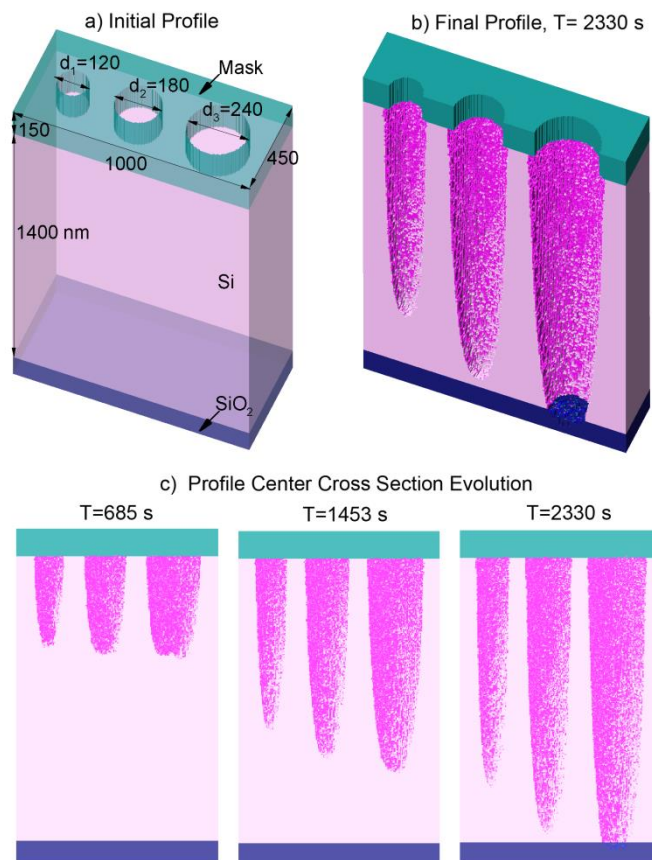 a) Initial Profile
b) Final Profile, T= 2330 s
Mask
d₁=120
d₂=180
d₃=240
150
1000
450
1400 nm
Si
SiO₂
c) Profile Center Cross Section Evolution
T=685 s
T=1453 s
T=2330 s